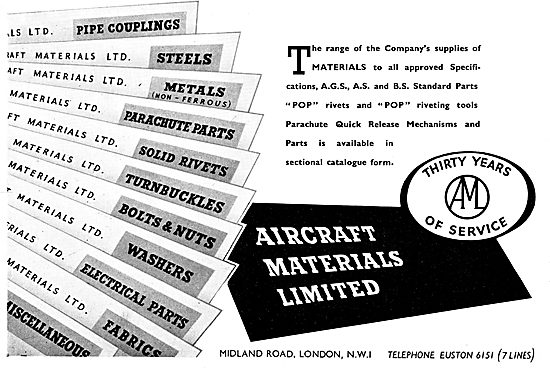 LS LTD. PIPE COUPLINGS
AFT MATERIALS LTD. STEELS
AFT MATERIALS LTD. METALS
(NON-FERROUS)
MATERIALS LTD. PARACHUTE PARTS
FT MATERIALS LTD. SOLID RIVETS
MATERIALS LTD. TURNBUCKLES
MATERIALS LTD. BOLTS & NUTS
T MATERIALS LTD. WASHERS
RIALS LTD. ELECTRICAL PARTS
MATERIALS LTD. FABRICS
MISCELLANEOUS
The range of the Company's supplies of
MATERIALS to all approved Specifi-
cations, A.G.S., A.S. and B.S. Standard Parts
"POP" rivets and "POP" riveting tools
Parachute Quick Release Mechanisms and
Parts is available in
sectional catalogue form.
THIRTY YEARS
AML
OF SERVICE
AIRCRAFT
MATERIALS
LIMITED
MIDLAND ROAD, LONDON, N.W.1 TELEPHONE EUSTON 6151 (7 LINES)